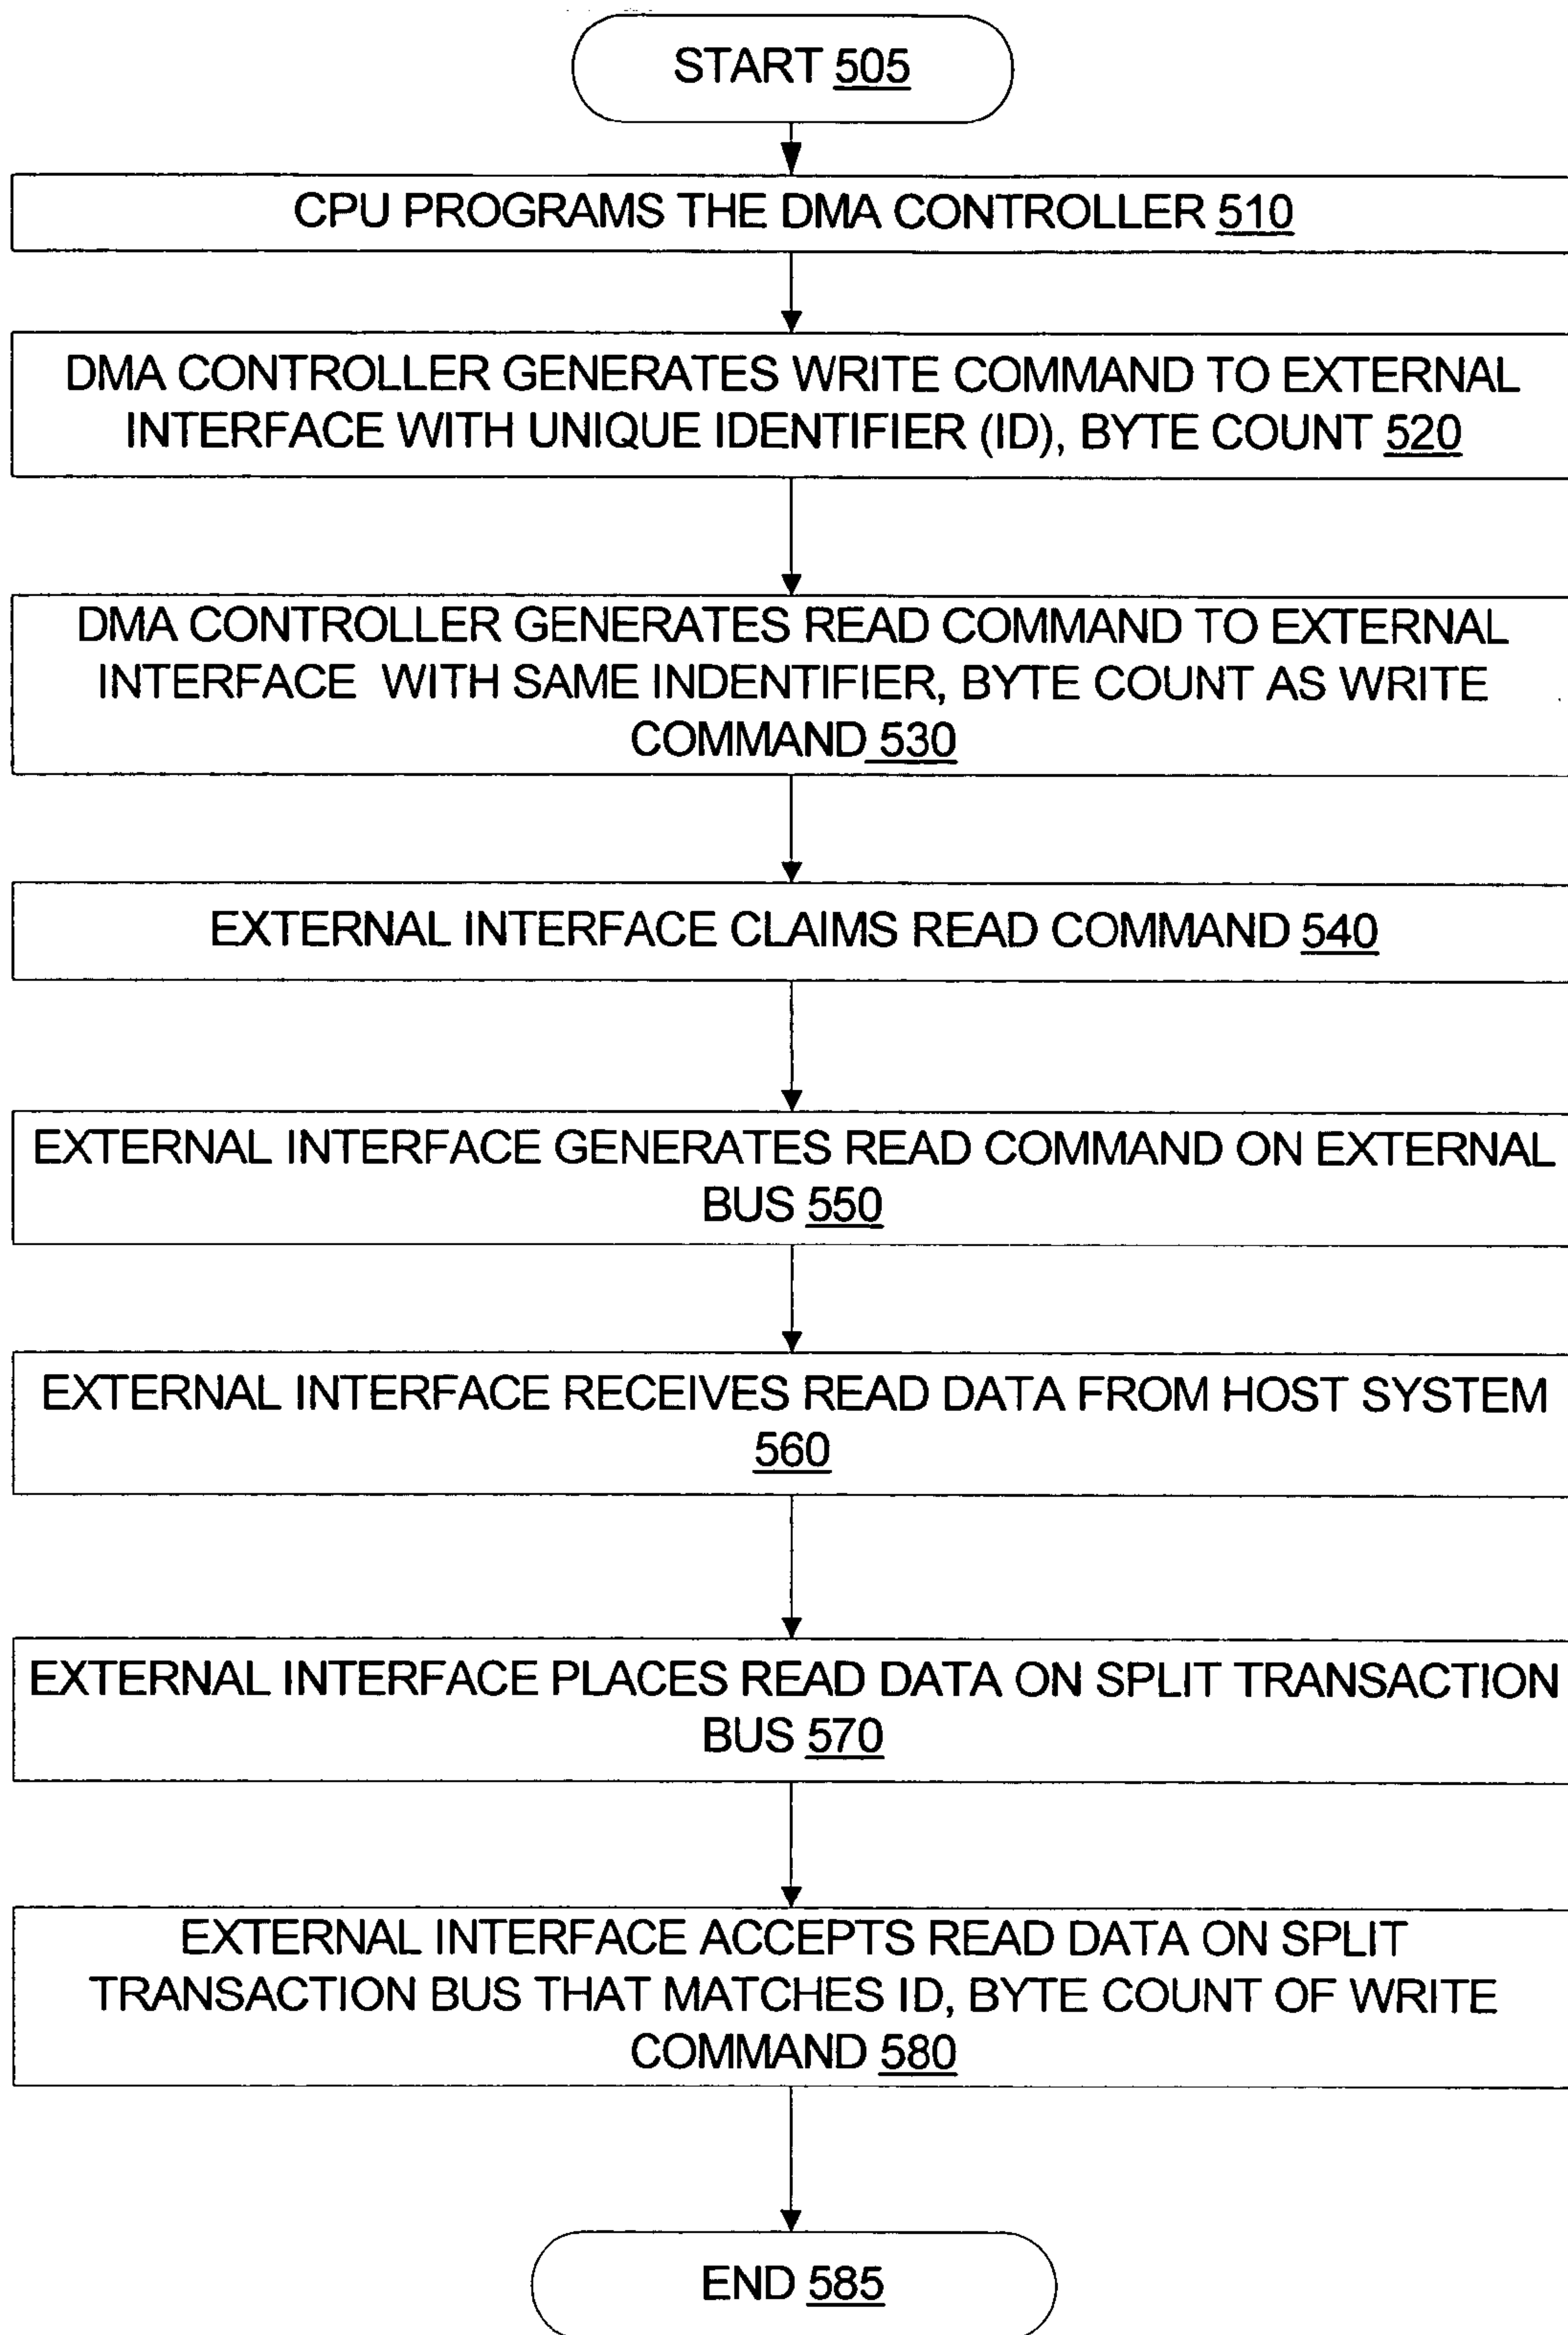 START 505
CPU PROGRAMS THE DMA CONTROLLER 510
DMA CONTROLLER GENERATES WRITE COMMAND TO EXTERNAL
INTERFACE WITH UNIQUE IDENTIFIER (ID), BYTE COUNT 520
DMA CONTROLLER GENERATES READ COMMAND TO EXTERNAL
INTERFACE WITH SAME INDENTIFIER, BYTE COUNT AS WRITE
COMMAND 530
EXTERNAL INTERFACE CLAIMS READ COMMAND 540
EXTERNAL INTERFACE GENERATES READ COMMAND ON EXTERNAL
BUS 550
EXTERNAL INTERFACE RECEIVES READ DATA FROM HOST SYSTEM
560
EXTERNAL INTERFACE PLACES READ DATA ON SPLIT TRANSACTION
BUS 570
EXTERNAL INTERFACE ACCEPTS READ DATA ON SPLIT
TRANSACTION BUS THAT MATCHES ID, BYTE COUNT OF WRITE
COMMAND 580
END 585